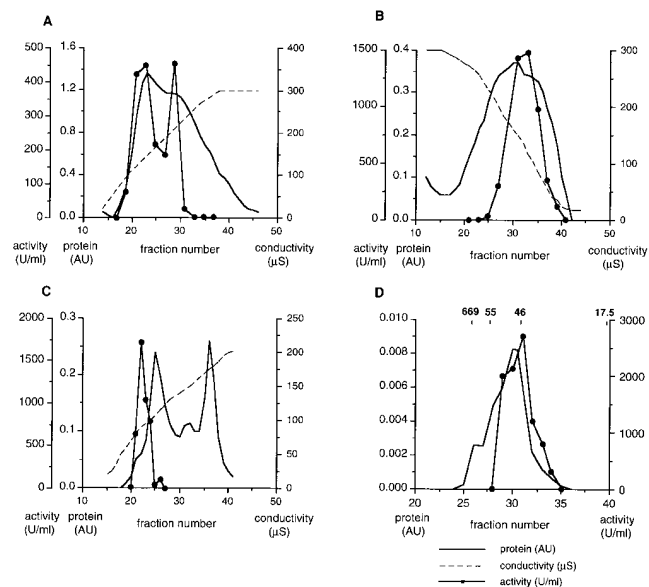 A
500
400
300
200
100
0
1.6
1.2
0.8
0.4
0.0
400
350
300
250
200
150
100
50
0
10 20 30 40 50
activity (U/ml)
protein (AU)
fraction number
conductivity (µS)
B
1500
1000
500
0
0.4
0.3
0.2
0.1
0.0
300
200
100
0
10 20 30 40 50
activity (U/ml)
protein (AU)
fraction number
conductivity (µS)
C
2000
1500
1000
500
0
0.3
0.2
0.1
0.0
250
200
150
100
50
0
10 20 30 40 50
activity (U/ml)
protein (AU)
fraction number
conductivity (µS)
D
669 55 46 17.5
0.010
0.008
0.006
0.004
0.002
0.000
3000
2000
1000
0
20 30 40
protein (AU)
fraction number
activity (U/ml)
protein (AU)
conductivity (µS)
activity (U/ml)